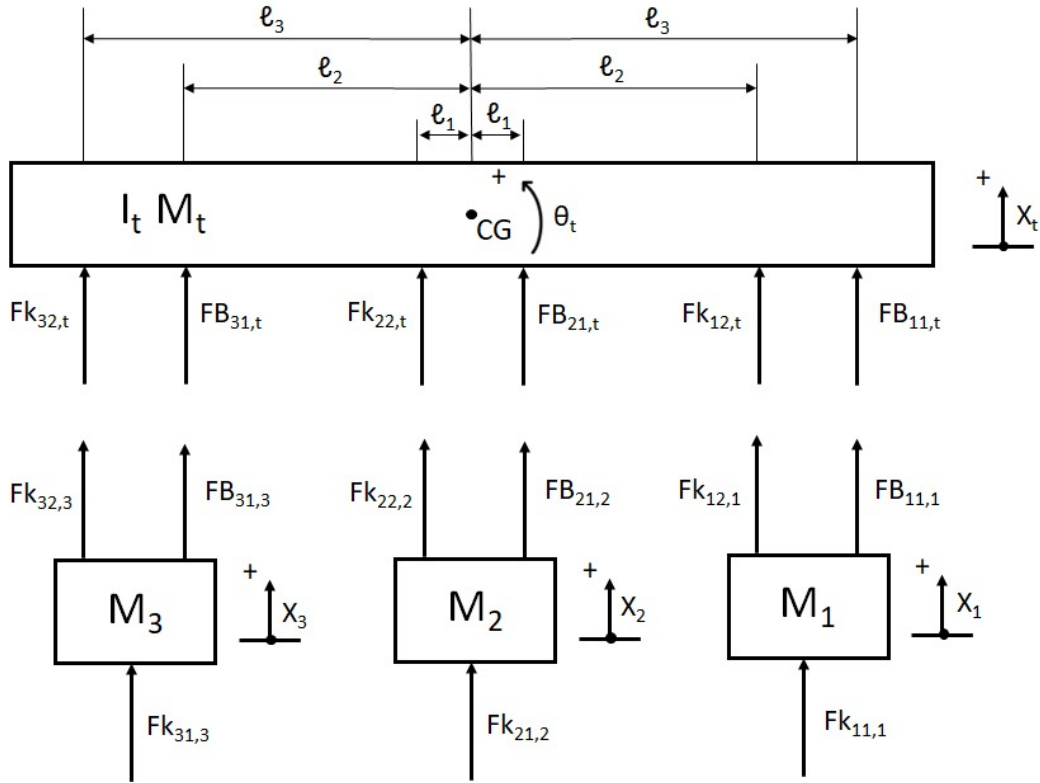 ℓ₃ ℓ₃
ℓ₂ ℓ₂
ℓ₁ ℓ₁
Iₜ Mₜ CG + θₜ + Xₜ
Fk₃₂,ₜ FB₃₁,ₜ Fk₂₂,ₜ FB₂₁,ₜ Fk₁₂,ₜ FB₁₁,ₜ
Fk₃₂,₃ FB₃₁,₃ Fk₂₂,₂ FB₂₁,₂ Fk₁₂,₁ FB₁₁,₁
M₃ + X₃ M₂ + X₂ M₁ + X₁
Fk₃₁,₃ Fk₂₁,₂ Fk₁₁,₁